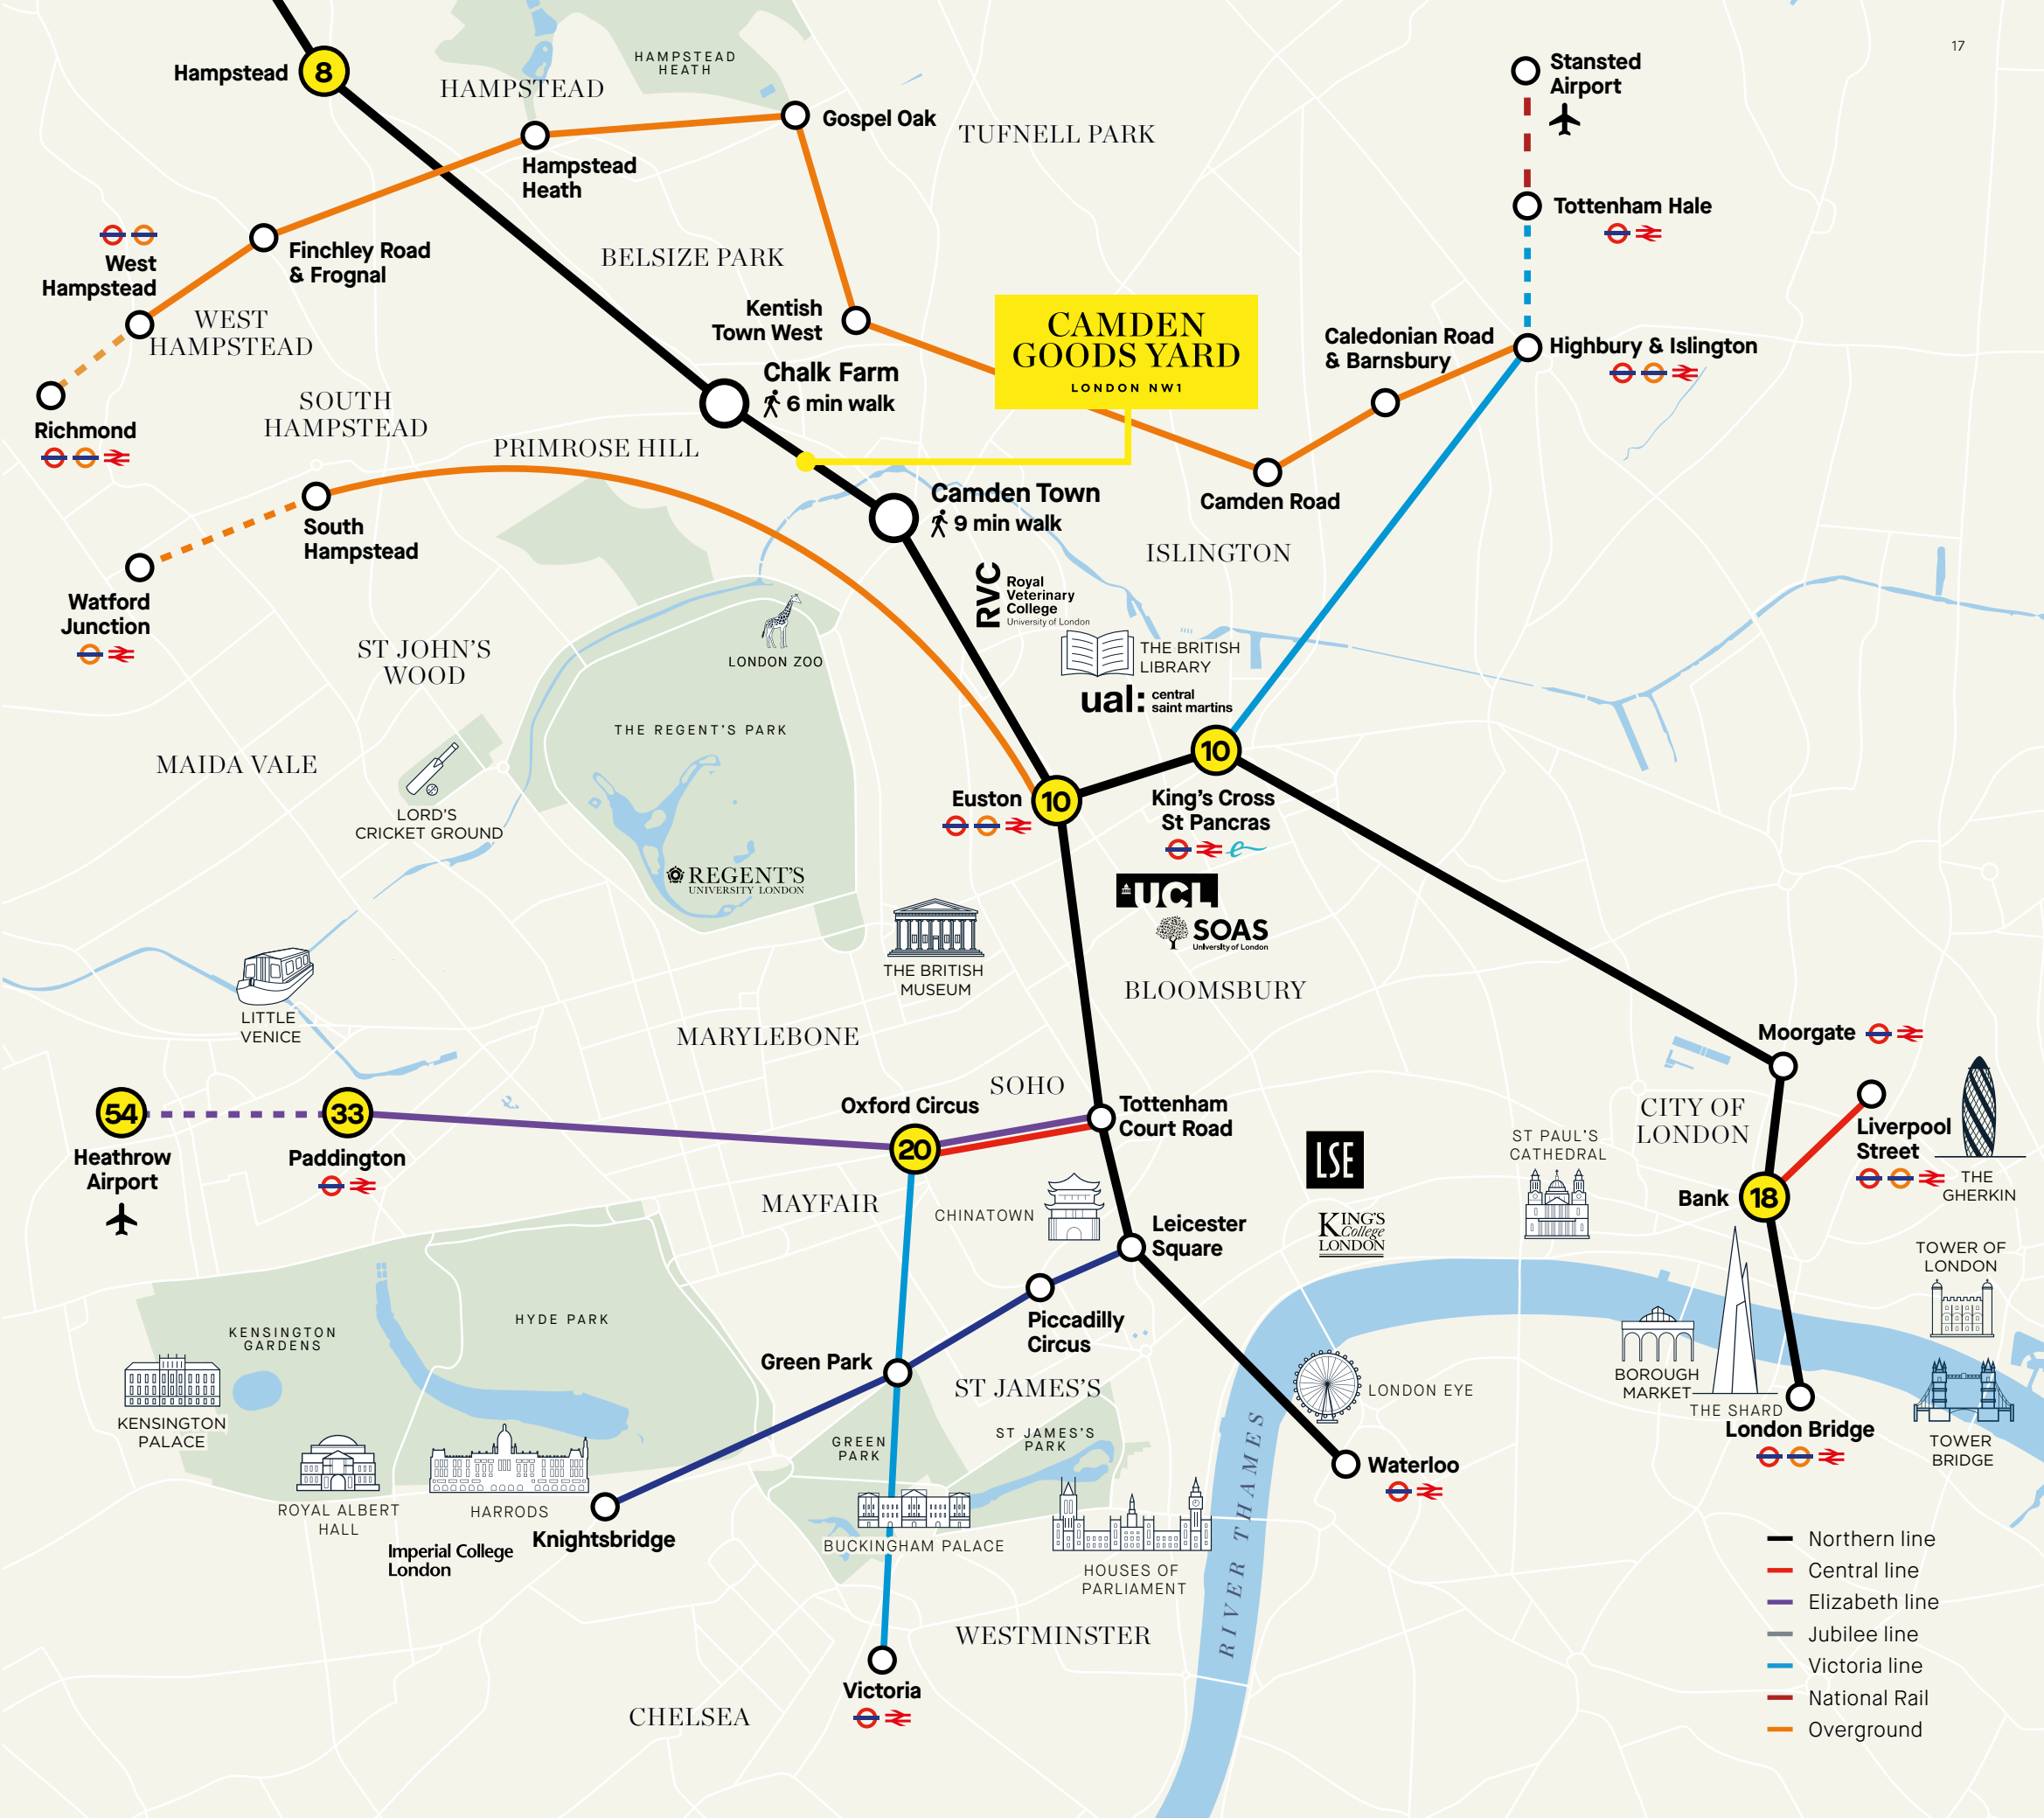 17
Hampstead
8
HAMPSTEAD
HAMPSTEAD
HEATH
Gospel Oak
TUFNELL PARK
Stansted
Airport
Hampstead
Heath
Tottenham Hale
West
Hampstead
Finchley Road
& Frognal
BELSIZE PARK
WEST
HAMPSTEAD
Kentish
Town West
CAMDEN
GOODS YARD
LONDON NW1
Caledonian Road
& Barnsbury
Highbury & Islington
Chalk Farm
6 min walk
Richmond
SOUTH
HAMPSTEAD
PRIMROSE HILL
Camden Town
9 min walk
Camden Road
South
Hampstead
ISLINGTON
Watford
Junction
RVC
Royal
Veterinary
College
University of London
ST JOHN'S
WOOD
LONDON ZOO
THE BRITISH
LIBRARY
ual:
central
saint martins
THE REGENT'S PARK
MAIDA VALE
10
LORD'S
CRICKET GROUND
Euston
10
King's Cross
St Pancras
REGENT'S
UNIVERSITY LONDON
UCL
SOAS
University of London
THE BRITISH
MUSEUM
BLOOMSBURY
LITTLE
VENICE
MARYLEBONE
Moorgate
SOHO
54
33
Oxford Circus
20
Tottenham
Court Road
Heathrow
Airport
Paddington
LSE
ST PAUL'S
CATHEDRAL
CITY OF
LONDON
Liverpool
Street
THE
GHERKIN
MAYFAIR
CHINATOWN
Leicester
Square
KING'S
College
LONDON
Bank
18
TOWER OF
LONDON
KENSINGTON
GARDENS
HYDE PARK
Piccadilly
Circus
Green Park
ST JAMES'S
LONDON EYE
BOROUGH
MARKET
THE SHARD
London Bridge
KENSINGTON
PALACE
GREEN
PARK
ST JAMES'S
PARK
TOWER
BRIDGE
Waterloo
RIVER THAMES
ROYAL ALBERT
HALL
HARRODS
Knightsbridge
Imperial College
London
BUCKINGHAM PALACE
HOUSES OF
PARLIAMENT
WESTMINSTER
Victoria
CHELSEA
Northern line
Central line
Elizabeth line
Jubilee line
Victoria line
National Rail
Overground